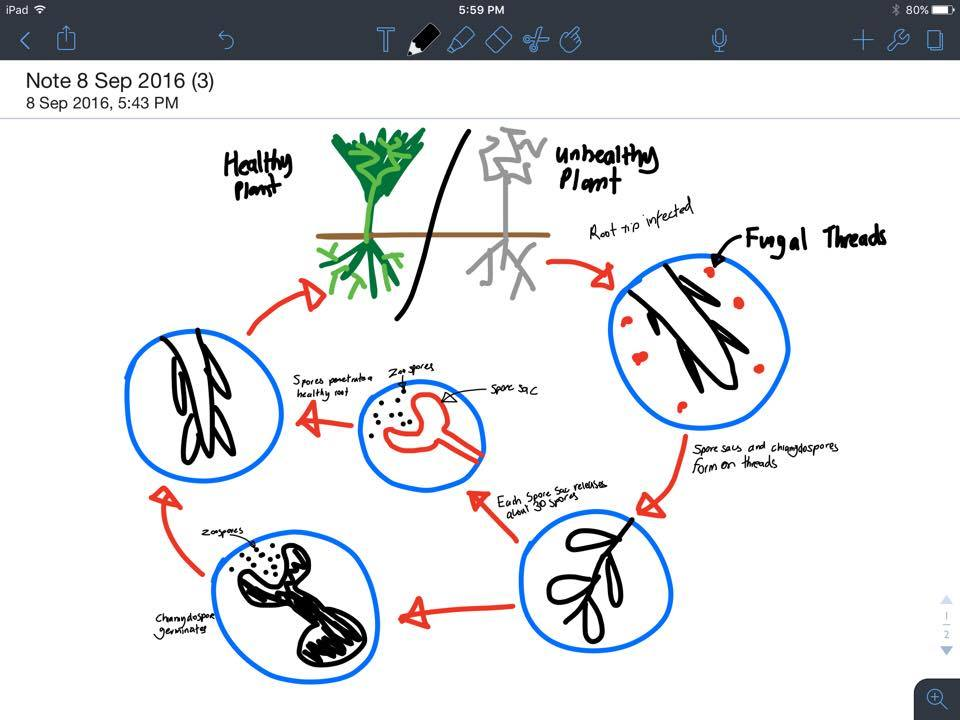 iPad
5:59 PM
80%
T
Note 8 Sep 2016 (3)
8 Sep 2016, 5:43 PM
Healthy
Plant
unhealthy
Plant
Root tip infected
Fungal Threads
Spores penetrate a
healthy root
Zoospores
Spore sac
Spore sacs and chlamydospores
form on threads
Each Spore Sac releases
about 30 spores
Zoospores
Chlamydospore
germinates
1
2